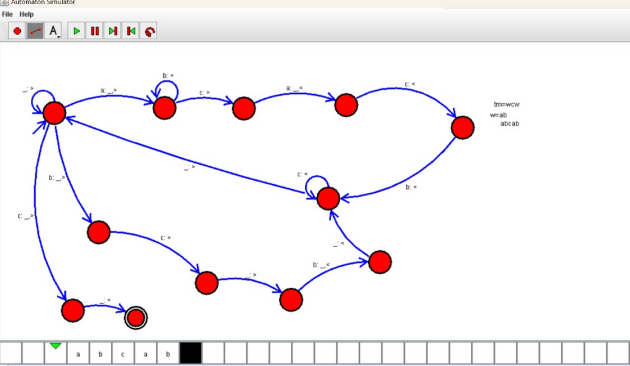 Automaton Simulator
File Help
A
b: >
_: >
a: _,>
c: >
a: _,<
c: <
tm=wcw
w=ab
abcab
_: >
c: <
b: _,>
b: <
c: _,>
c: >
_: <
_: >
b: _,<
_: >
a b c a b